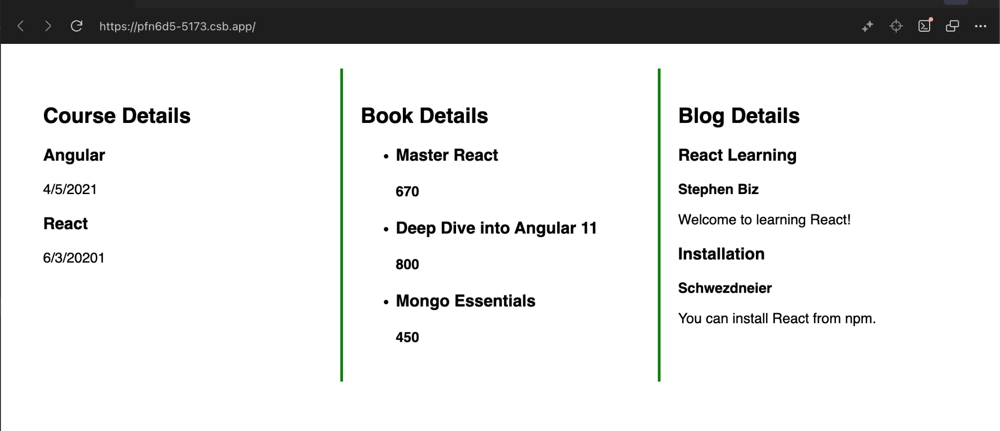 https://pfn6d5-5173.csb.app/
Course Details
Angular
4/5/2021
React
6/3/20201
Book Details
Master React
670
Deep Dive into Angular 11
800
Mongo Essentials
450
Blog Details
React Learning
Stephen Biz
Welcome to learning React!
Installation
Schwezdneier
You can install React from npm.